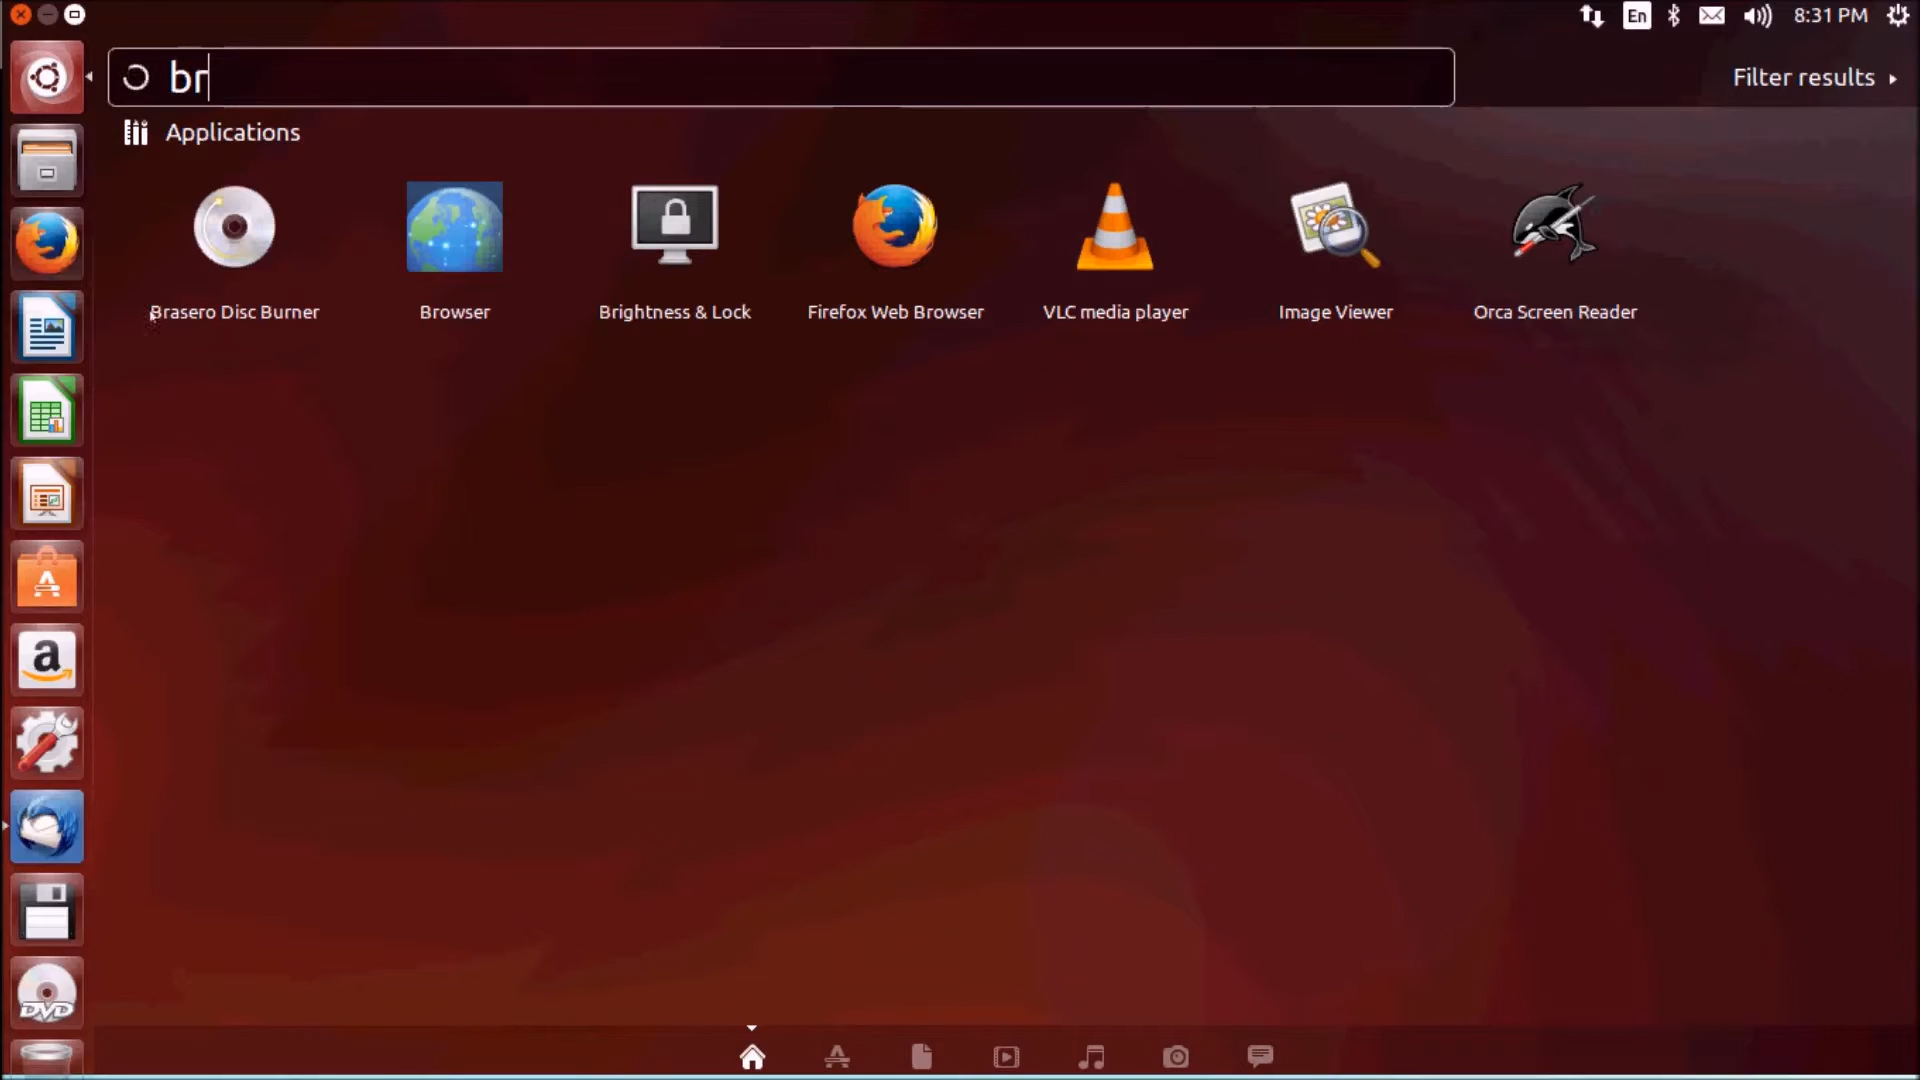 En
8:31 PM
br
Filter results
Applications
Brasero Disc Burner
Browser
Brightness & Lock
Firefox Web Browser
VLC media player
Image Viewer
Orca Screen Reader
a
DVD